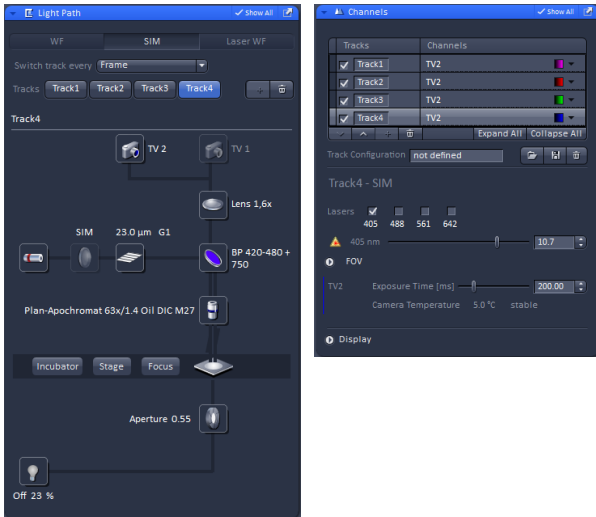 Light Path
Show All
WF SIM Laser WF
Switch track every Frame
Tracks Track1 Track2 Track3 Track4
Track4
TV 2 TV 1
Lens 1,6x
SIM 23.0 µm G1
BP 420-480 +
750
Plan-Apochromat 63x/1.4 Oil DIC M27
Incubator Stage Focus
Aperture 0.55
Off 23 %
Channels
Show All
Tracks Channels
Track1 TV2
Track2 TV2
Track3 TV2
Track4 TV2
Expand All Collapse All
Track Configuration not defined
Track4 - SIM
Lasers
405 488 561 642
405 nm 10.7
FOV
TV2 Exposure Time [ms] 200.00
Camera Temperature 5.0 °C stable
Display